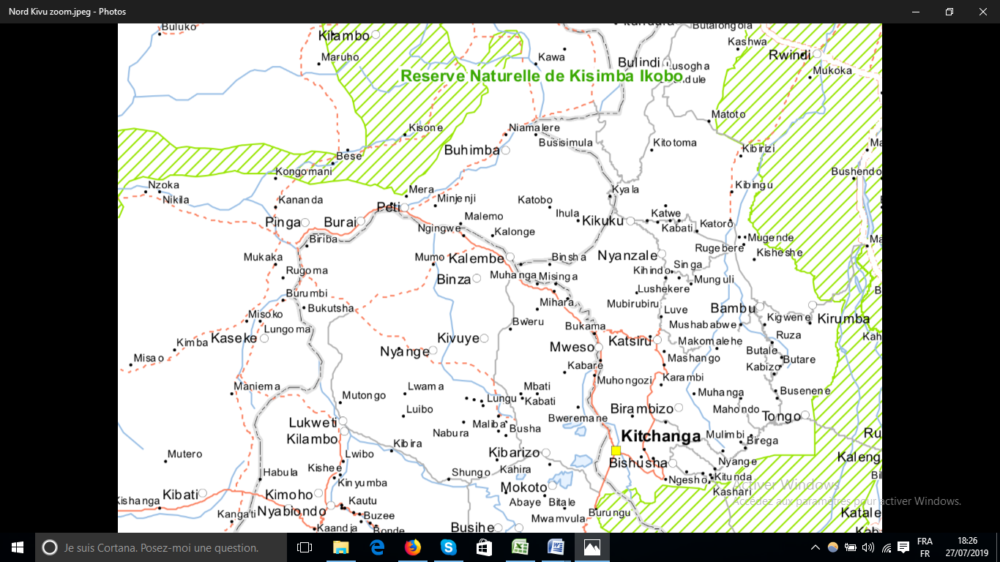 Nord Kivu zoom.jpeg - Photos
Buluko
Kitambo
Maruho
Kawa
Bulindi
Butalongola
Kashwa
Rwindi
Mukoka
Reserve Naturelle de Kisimba Ikobo
Matoto
Kisone
Niamalere
Busisimula
Kitotoma
Kibirizi
Buhimba
Bese
Kongomani
Nzoka
Nikila
Kananda
Mera
Minjenji
Katobo
Kyala
Kibingu
Bushendo
Peti
Pinga
Burai
Malemo
Ihula
Kikuku
Katwe
Kabati
Katoro
Ngingwe
Kalonge
Biriba
Mugende
Rugebere
Kisheshe
Mukaka
Rugoma
Mumo
Kalembe
Binsha
Nyanzale
Singa
Kihindo
Munguli
Binza
Muhanga
Misinga
Lushekere
Burumbi
Bukutsha
Mihara
Mubirubiru
Luve
Bambu
Misoko
Lungoma
Bweru
Bukama
Mushababwe
Kigwene
Kirumba
Kimba
Kaseke
Kivuye
Mweso
Katsiru
Makomalehe
Ruza
Kah
Misao
Nyange
Kabare
Mashango
Butale
Butare
Kabizo
Maniema
Lwama
Mbati
Muhongozi
Karambi
Mutongo
Lungu
Kabati
Muhanga
Busenene
Luibo
Birambizo
Mahondo
Tongo
Lukweti
Kilambo
Nabura
Maliba
Busha
Bweremane
Kitchanga
Mulimbi
Birega
Ru
Kibira
Mutero
Lwibo
Kibarizo
Bishusha
Nyange
Kaleng
Habula
Kishee
Shungo
Kahira
Ngesho
Kitunda
Kashari
Bi
Kinyumba
Mokoto
Kibati
Kimoho
Kishanga
Kautu
Abaye
Bitale
Nyabiondo
Buzee
Mwamvula
Burungu
Katale
Kangati
Kaandja
Bonde
Busihe
Activer Windows
Accédez aux paramètres pour activer Windows.
Je suis Cortana. Posez-moi une question.
FRA
FR
18:26
27/07/2019